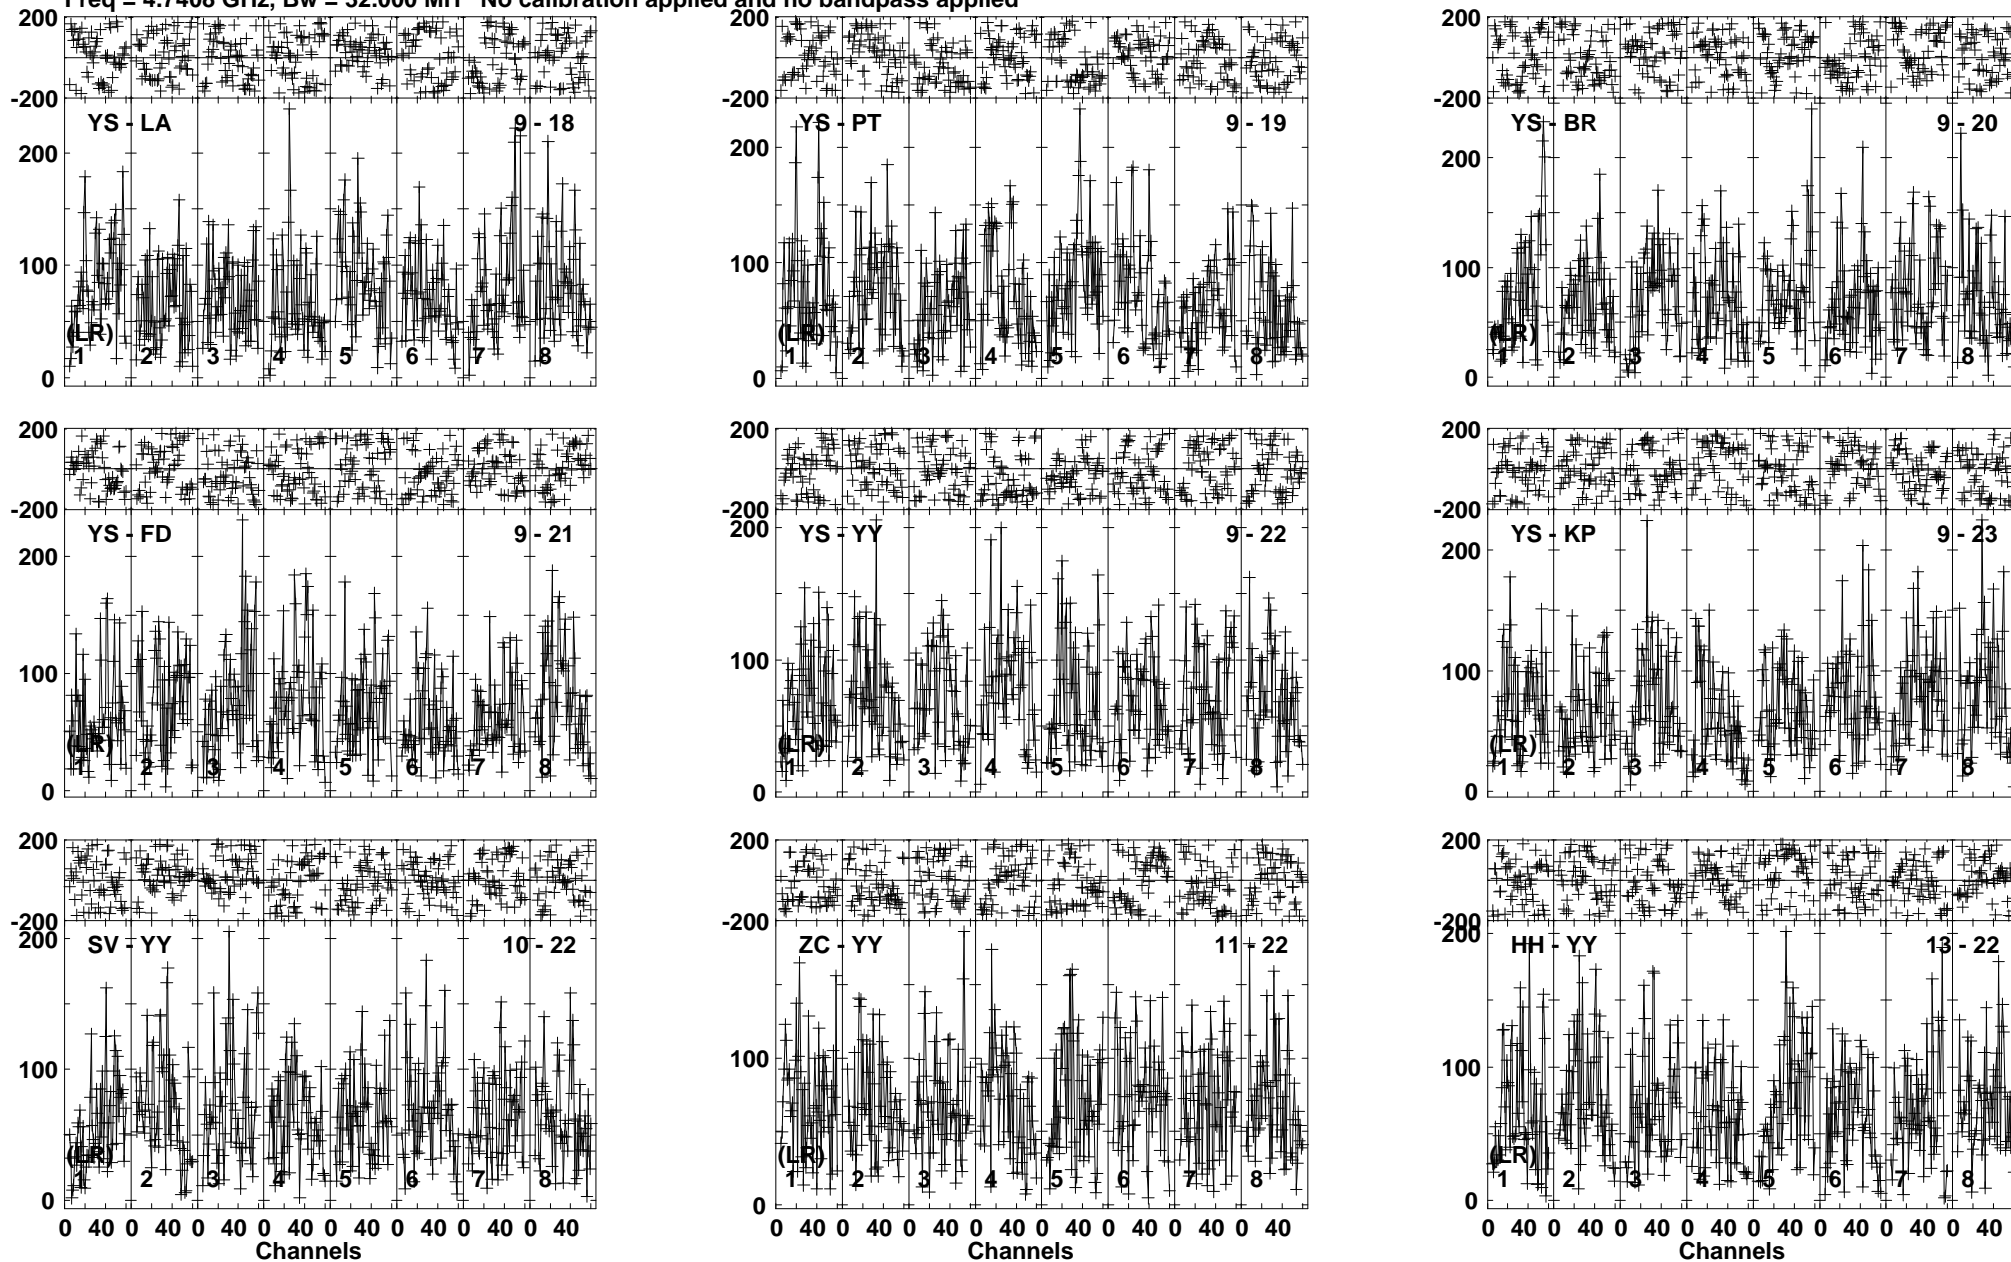 Freq = 4.7408 GHz, Bw = 32.000 MH No calibration applied and no bandpass applied
200 200 200
-200 -200 -200
YS - LA 9 - 18 YS - PT 9 - 19 YS - BR 9 - 20
200 200 200
100 100 100
(LR) (LR) (LR)
1 2 3 4 5 6 7 8 1 2 3 4 5 6 7 8 1 2 3 4 5 6 7 8
0 0 0
200 200 200
-200 -200 -200
YS - FD 9 - 21 YS - YY 9 - 22 YS - KP 9 - 23
200 200 200
100 100 100
(LR) (LR) (LR)
1 2 3 4 5 6 7 8 1 2 3 4 5 6 7 8 1 2 3 4 5 6 7 8
0 0 0
200 200 200
-200 -200 -200
SV - YY 10 - 22 ZC - YY 11 - 22 HH - YY 13 - 22
200 200
100 100 100
(LR) (LR) (LR)
1 2 3 4 5 6 7 8 1 2 3 4 5 6 7 8 1 2 3 4 5 6 7 8
0 0 0
0 40 0 40 0 40 0 40 0 40 0 40 0 40 0 40 0 40 0 40 0 40 0 40 0 40 0 40 0 40 0 40 0 40 0 40 0 40 0 40 0 40 0 40 0 40 0 40
Channels Channels Channels